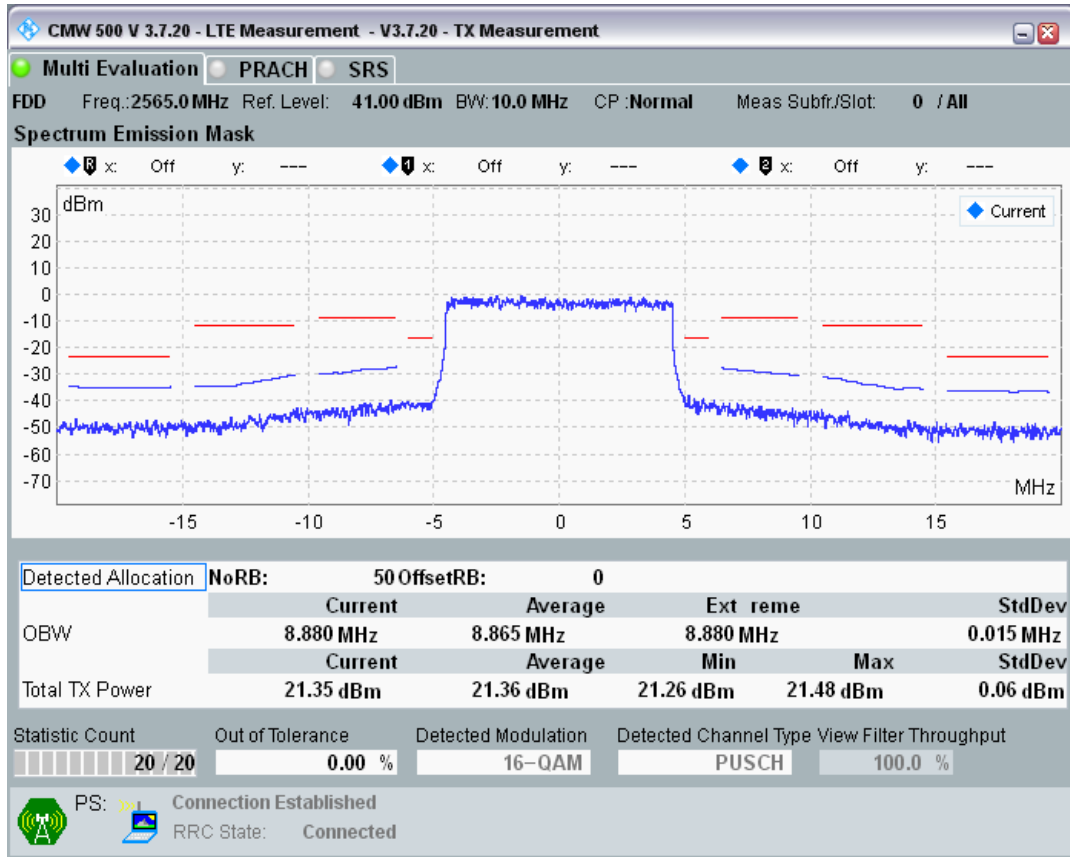 CMW 500 V 3.7.20 - LTE Measurement - V3.7.20 - TX Measurement
Multi Evaluation PRACH SRS
FDD Freq.:2565.0 MHz Ref. Level: 41.00 dBm BW: 10.0 MHz CP :Normal Meas Subfr./Slot: 0 / All
Spectrum Emission Mask
R x: Off y: --- 1 x: Off y: --- 2 x: Off y: ---
dBm
Current
30
20
10
0
-10
-20
-30
-40
-50
-60
-70
MHz
-15 -10 -5 0 5 10 15
Detected Allocation NoRB: 50 OffsetRB: 0
Current Average Ext reme StdDev
OBW 8.880 MHz 8.865 MHz 8.880 MHz 0.015 MHz
Current Average Min Max StdDev
Total TX Power 21.35 dBm 21.36 dBm 21.26 dBm 21.48 dBm 0.06 dBm
Statistic Count Out of Tolerance Detected Modulation Detected Channel Type View Filter Throughput
20 / 20 0.00 % 16-QAM PUSCH 100.0 %
PS: Connection Established
RRC State: Connected